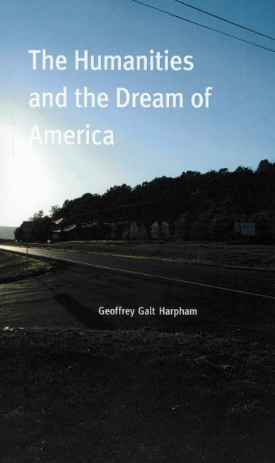 The Humanities
and the Dream of
America
Geoffrey Galt Harpham